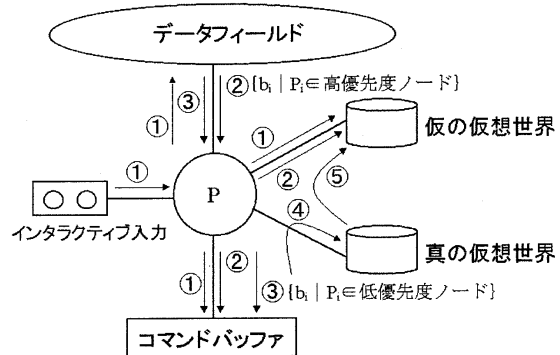 データフィールド
① ③ ② {bi | Pi∈高優先度ノード}
① 仮の仮想世界
② ⑤
① P
インタラクティブ入力
④ 真の仮想世界
① ② ③ {bi | Pi∈低優先度ノード}
コマンドバッファ